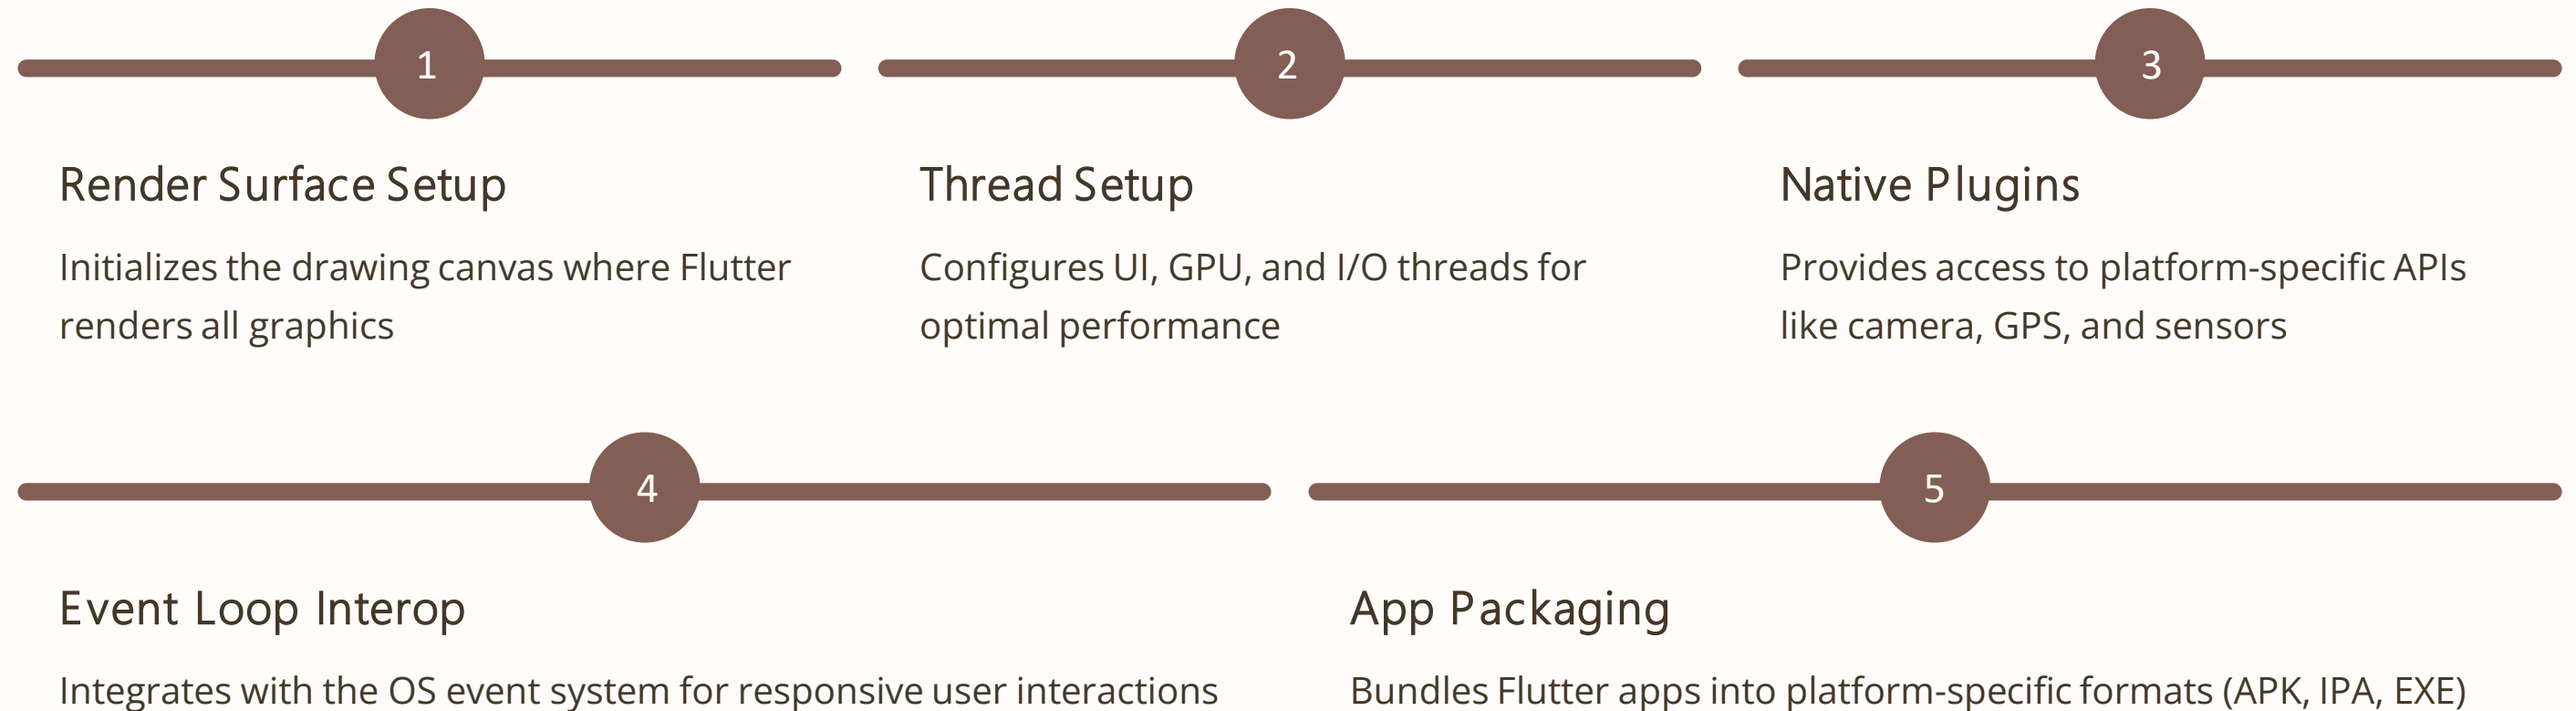 1
Render Surface Setup
Initializes the drawing canvas where Flutter
renders all graphics
2
Thread Setup
Configures UI, GPU, and I/O threads for
optimal performance
3
Native Plugins
Provides access to platform-specific APIs
like camera, GPS, and sensors
4
Event Loop Interop
Integrates with the OS event system for responsive user interactions
5
App Packaging
Bundles Flutter apps into platform-specific formats (APK, IPA, EXE)